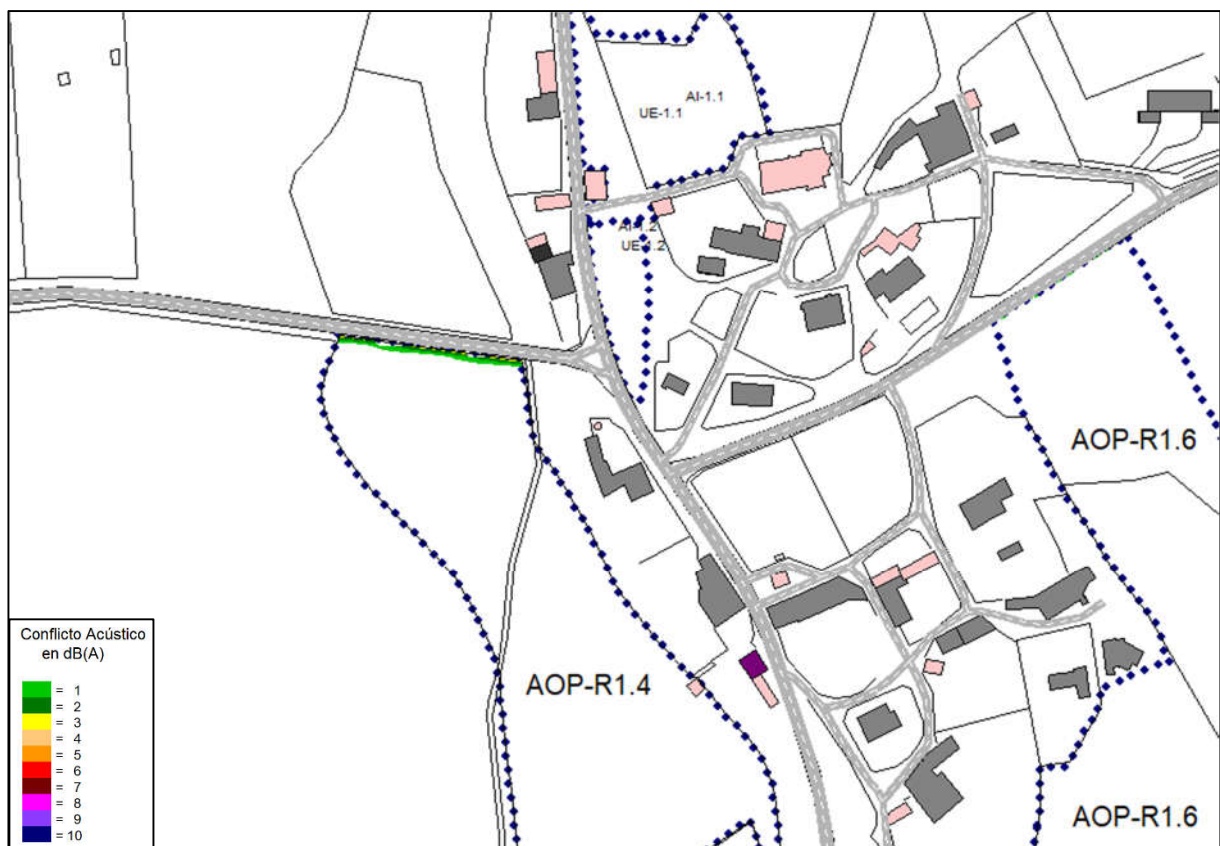 AI-1.1
UE-1.1
AI-1.2
UE-1.2
AOP-R1.6
AOP-R1.4
AOP-R1.6
Conflicto Acústico
en dB(A)
= 1
= 2
= 3
= 4
= 5
= 6
= 7
= 8
= 9
= 10